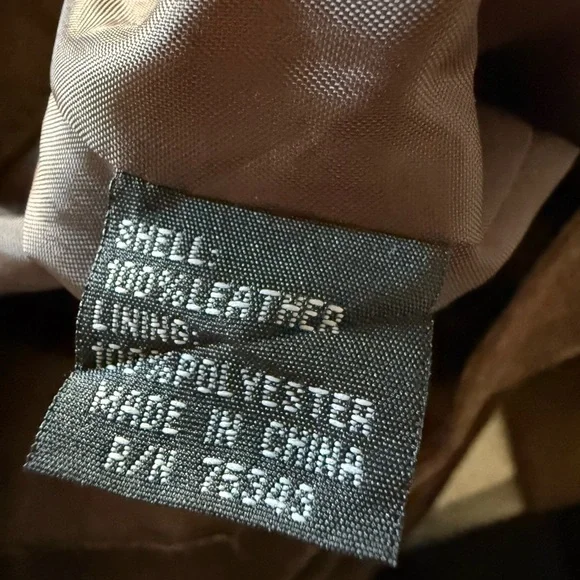 SHELL:
100%LEATHER
LINING:
100%POLYESTER
MADE IN CHINA
R/N 75343